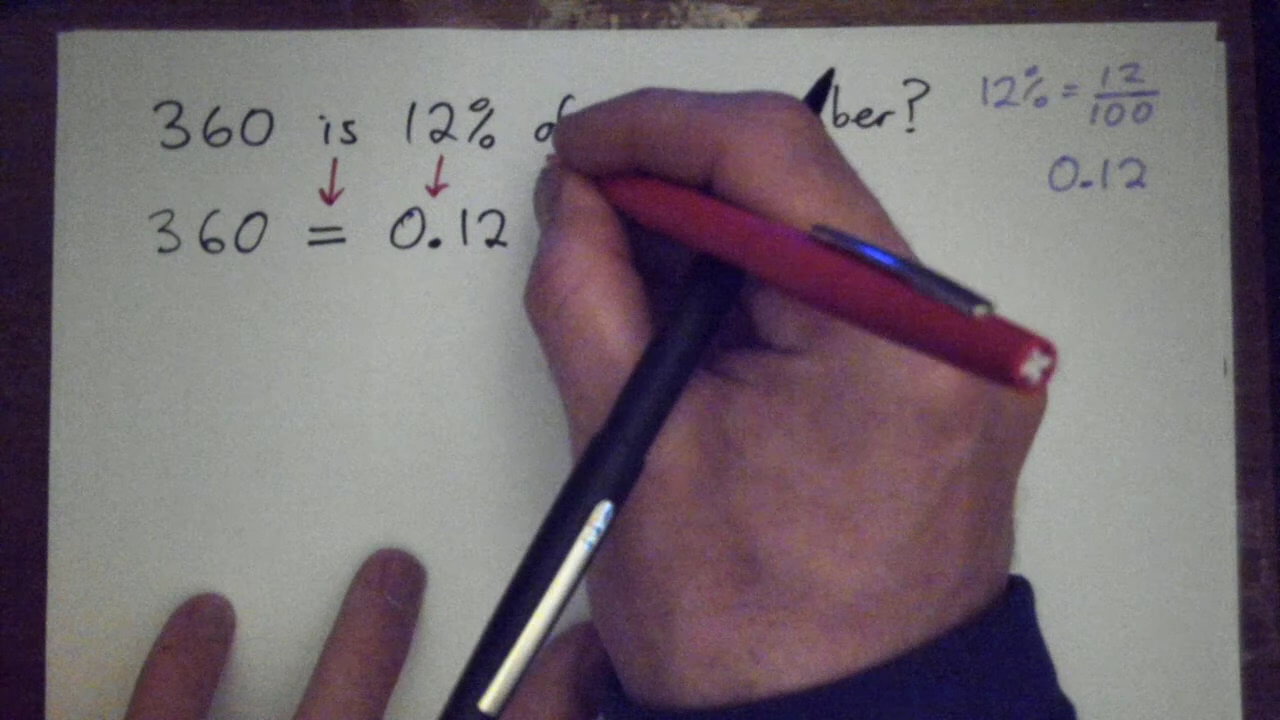 360 is 12% of ber?
12% = 12/100
0.12
360 = 0.12